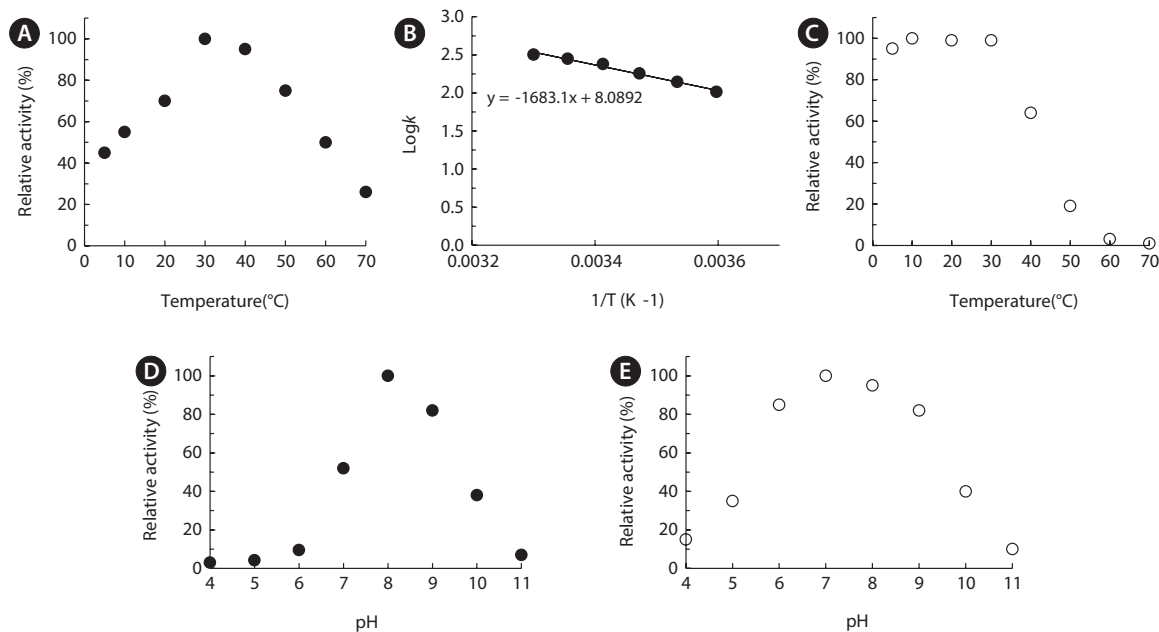 A
Relative activity (%)
100
80
60
40
20
0
0 10 20 30 40 50 60 70
Temperature(°C)
B
Logk
3.0
2.5
2.0
1.5
1.0
0.5
0.0
y = -1683.1x + 8.0892
0.0032 0.0034 0.0036
1/T (K -1)
C
Relative activity (%)
100
80
60
40
20
0
0 10 20 30 40 50 60 70
Temperature(°C)
D
Relative activity (%)
100
80
60
40
20
0
4 5 6 7 8 9 10 11
pH
E
Relative activity (%)
100
80
60
40
20
0
4 5 6 7 8 9 10 11
pH